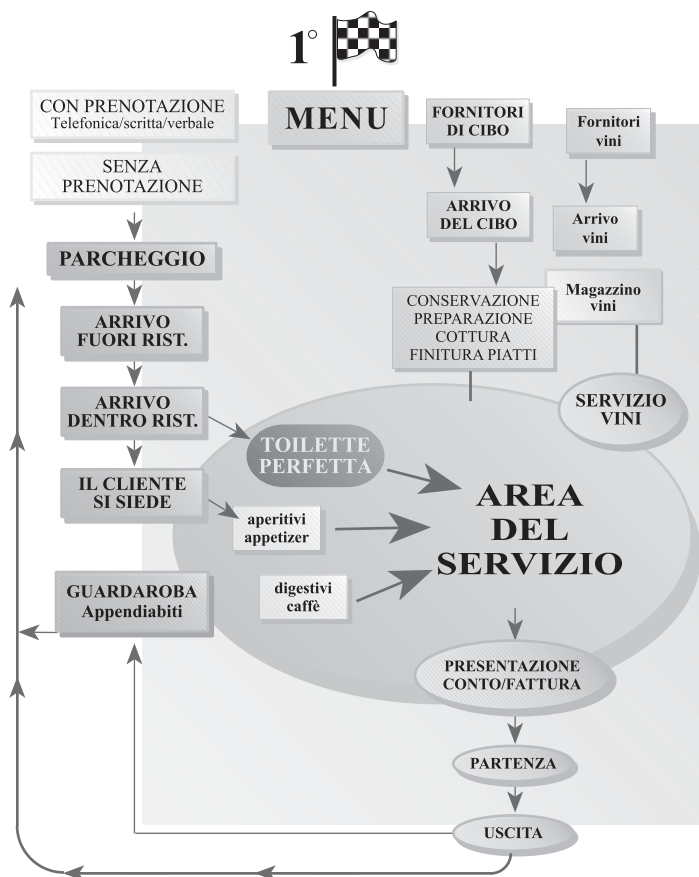 1°
MENU
CON PRENOTAZIONE
Telefonica/scritta/verbale
SENZA
PRENOTAZIONE
PARCHEGGIO
ARRIVO
FUORI RIST.
ARRIVO
DENTRO RIST.
IL CLIENTE
SI SIEDE
GUARDAROBA
Appendiabiti
FORNITORI
DI CIBO
ARRIVO
DEL CIBO
CONSERVAZIONE
PREPARAZIONE
COTTURA
FINITURA PIATTI
Fornitori
vini
Arrivo
vini
Magazzino
vini
SERVIZIO
VINI
TOILETTE
PERFETTA
aperitivi
appetizer
digestivi
caffè
AREA
DEL
SERVIZIO
PRESENTAZIONE
CONTO/FATTURA
PARTENZA
USCITA